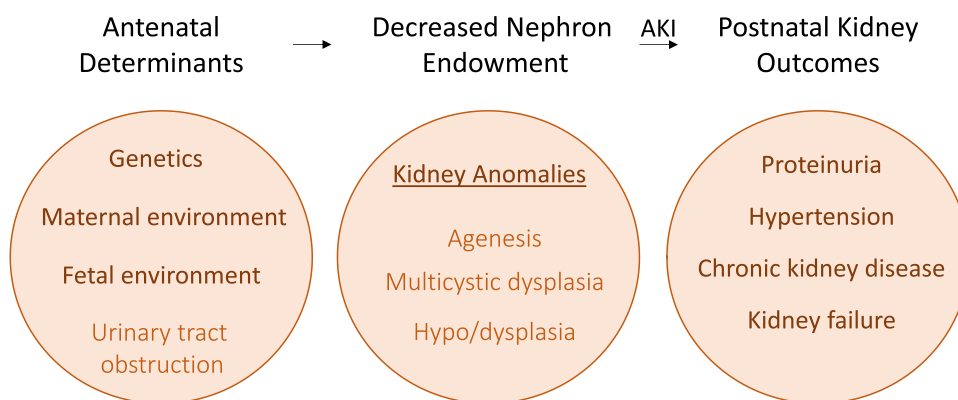 Antenatal
Determinants
Decreased Nephron
Endowment
AKI
Postnatal Kidney
Outcomes
Genetics
Maternal environment
Fetal environment
Urinary tract
obstruction
Kidney Anomalies
Agenesis
Multicystic dysplasia
Hypo/dysplasia
Proteinuria
Hypertension
Chronic kidney disease
Kidney failure